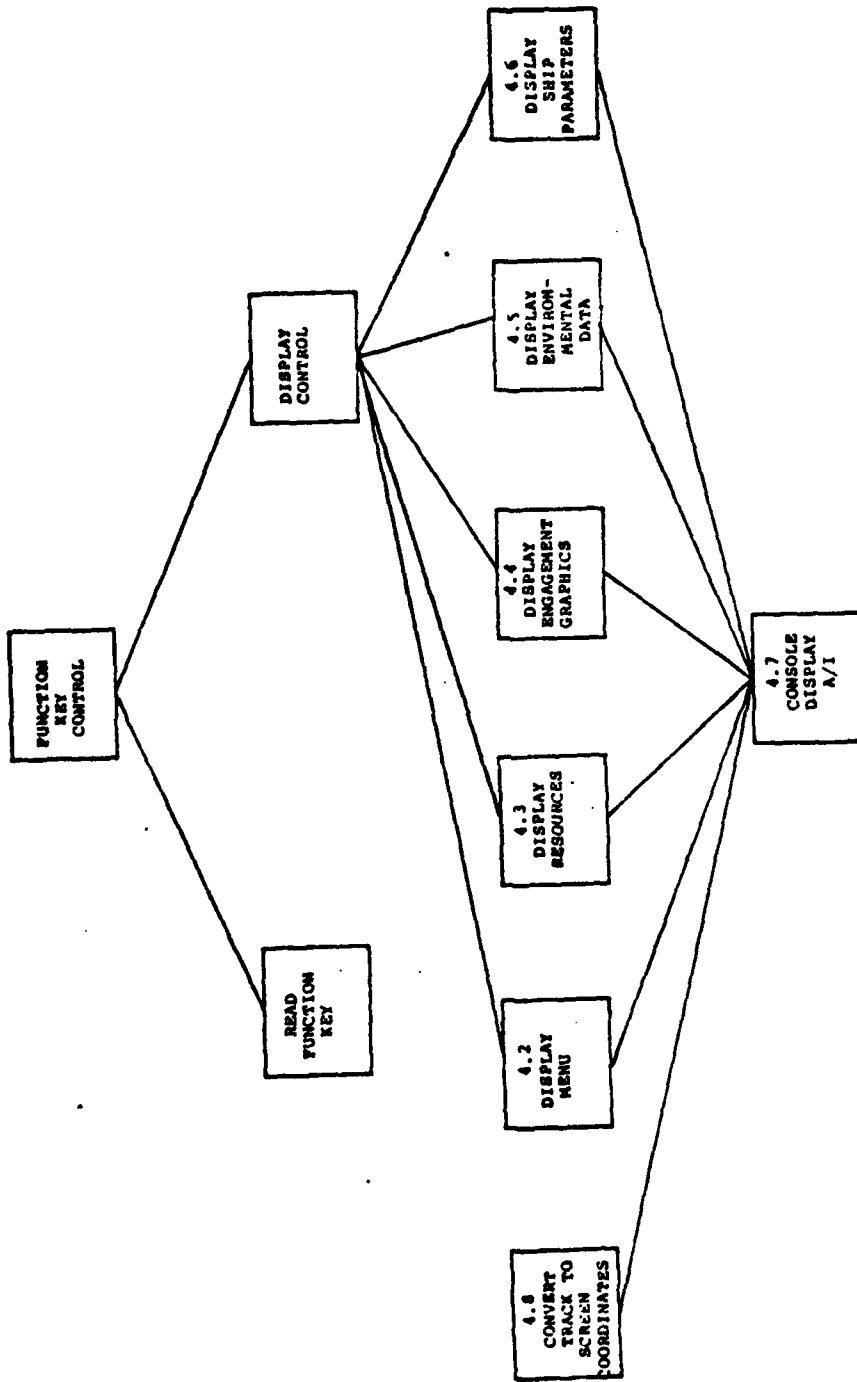 FUNCTION
KEY
CONTROL
READ
FUNCTION
KEY
DISPLAY
CONTROL
4.8
CONVERT
TRACK TO
SCREEN
COORDINATES
4.2
DISPLAY
MENU
4.3
DISPLAY
RESOURCES
4.4
DISPLAY
ENGAGEMENT
GRAPHICS
4.5
DISPLAY
ENVIRON-
MENTAL
DATA
4.6
DISPLAY
SHIP
PARAMETERS
4.7
CONSOLE
DISPLAY
A/I